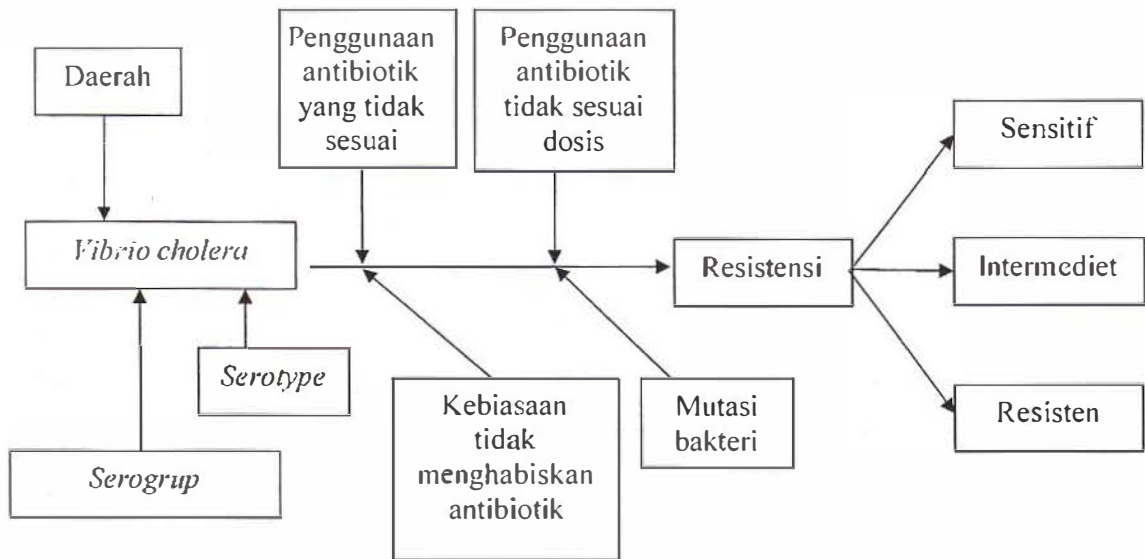 Daerah
Penggunaan
antibiotik
yang tidak
sesuai
Penggunaan
antibiotik
tidak sesuai
dosis
Sensitif
Vibrio cholera
Resistensi
Intermediet
Serotype
Kebiasaan
tidak
menghabiskan
antibiotik
Mutasi
bakteri
Resisten
Serogrup